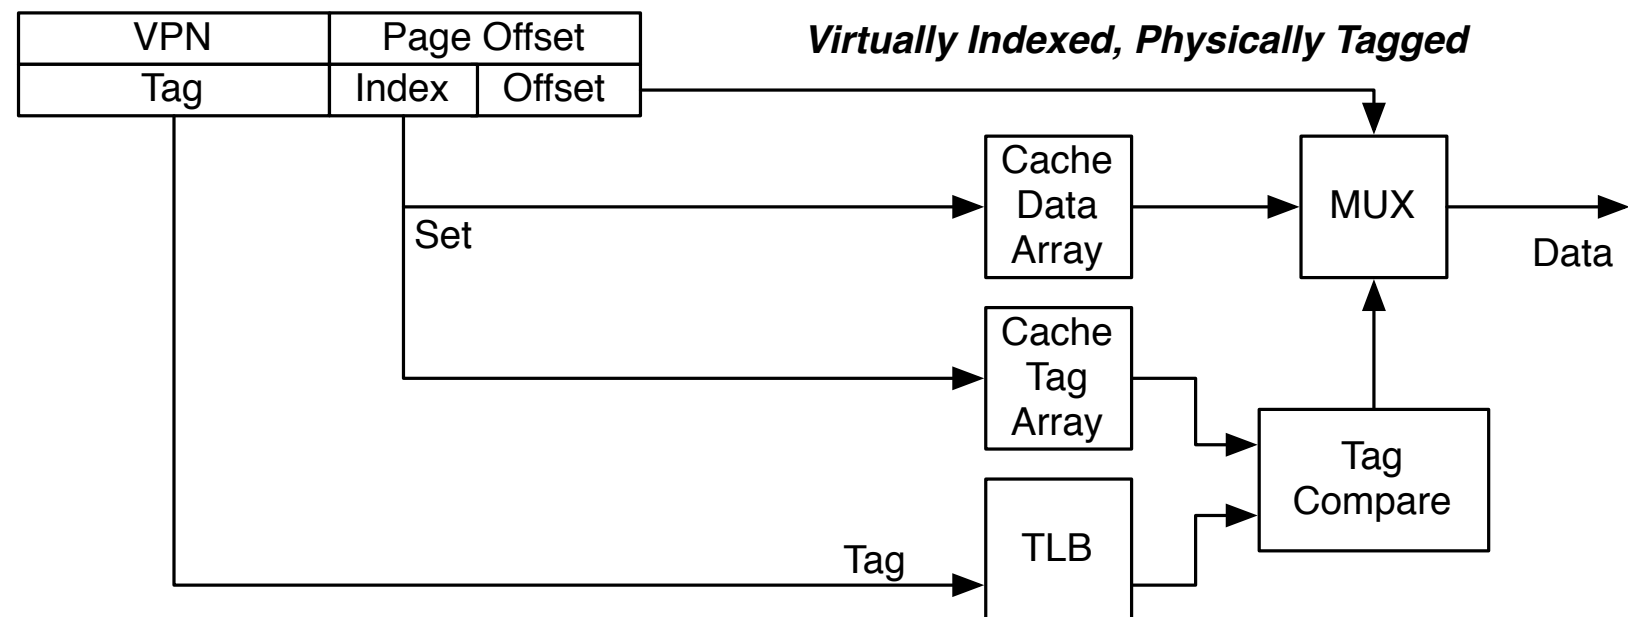 VPN
Page Offset
Virtually Indexed, Physically Tagged
Tag
Index
Offset
Cache
Data
Array
MUX
Set
Data
Cache
Tag
Array
Tag
Compare
TLB
Tag